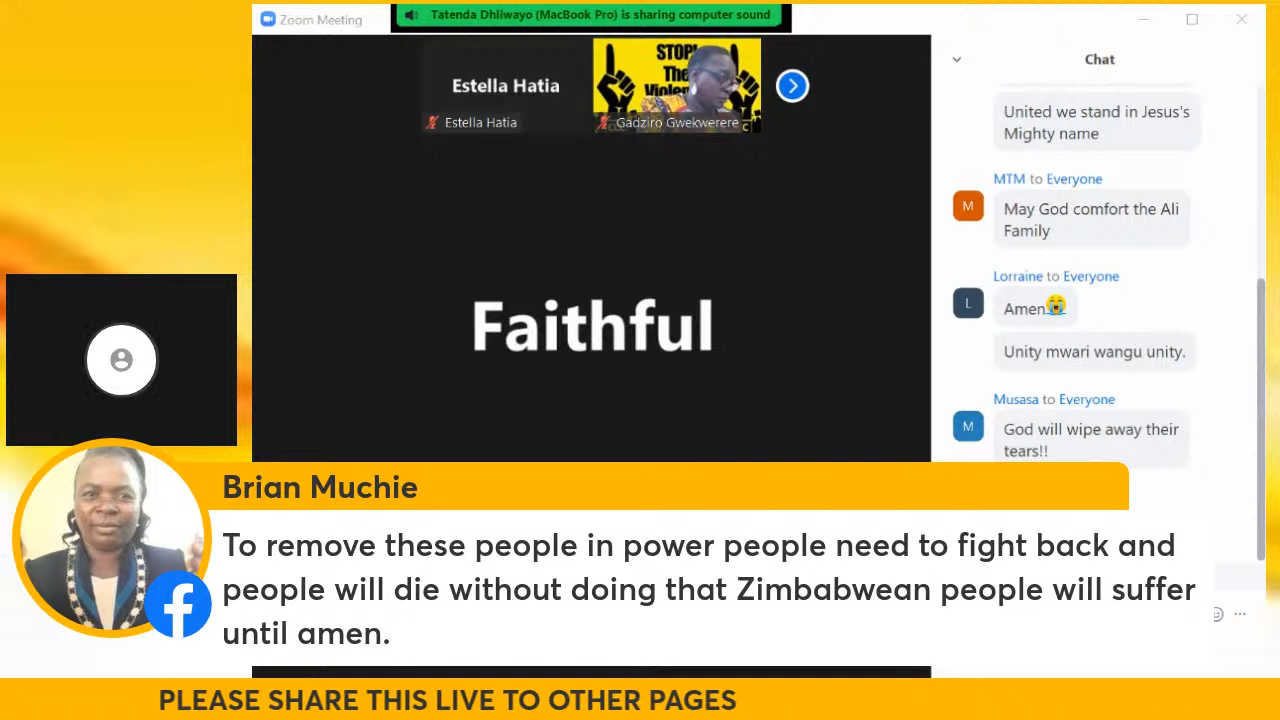 Tatenda Dhliwayo (MacBook Pro) is sharing computer sound
Zoom Meeting
Estella Hatia
Estella Hatia
STOP!
The
Gadziro Gwekwerere
Faithful
Chat
United we stand in Jesus's
Mighty name
MTM to Everyone
M
May God comfort the Ali
Family
Lorraine to Everyone
L
Amen😭
Unity mwari wangu unity.
Musasa to Everyone
M
God will wipe away their
tears!!
Brian Muchie
To remove these people in power people need to fight back and
people will die without doing that Zimbabwean people will suffer
until amen.
PLEASE SHARE THIS LIVE TO OTHER PAGES